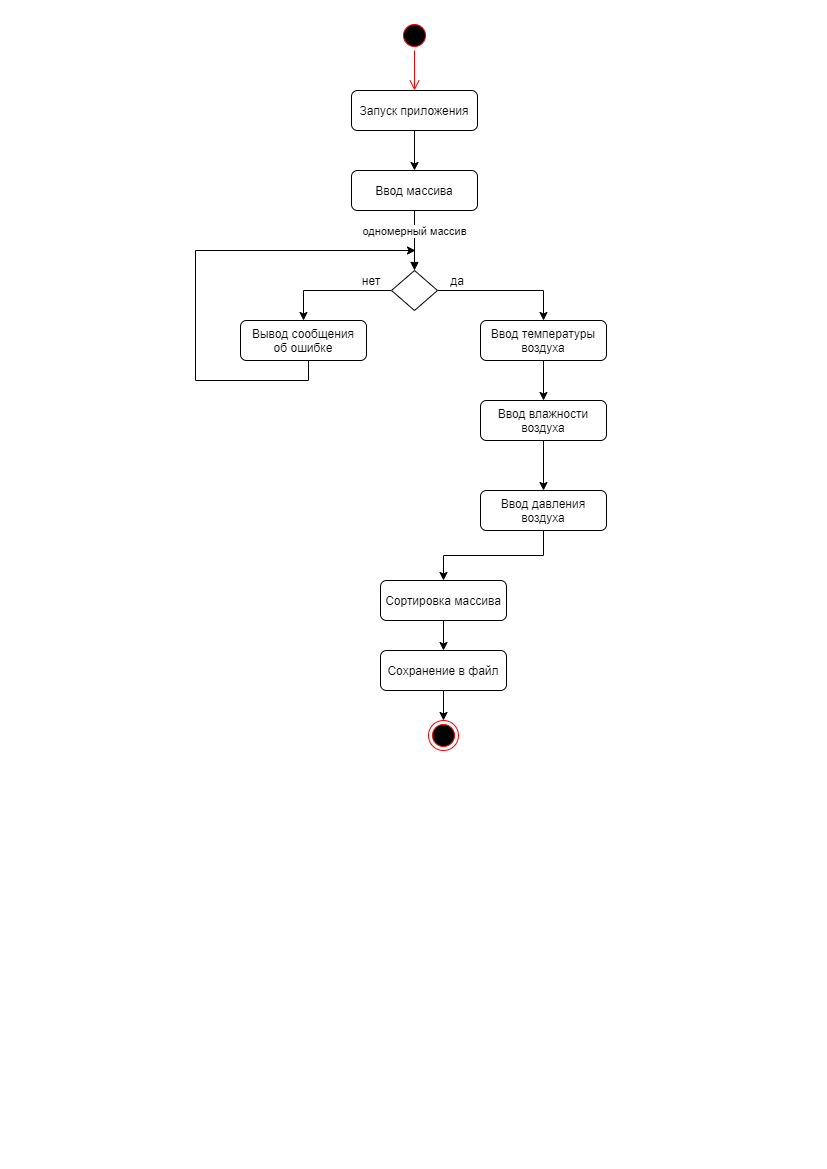 Запуск приложения
Ввод массива
одномерный массив
нет
да
Вывод сообщения
об ошибке
Ввод температуры
воздуха
Ввод влажности
воздуха
Ввод давления
воздуха
Сортировка массива
Сохранение в файл